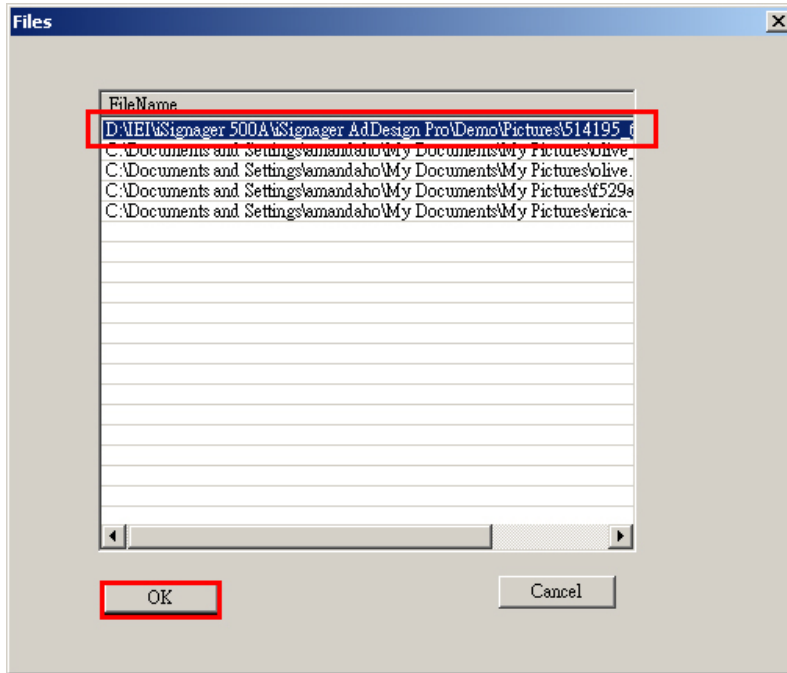 Files
FileName
D:\IEI\iSignager 500A\iSignager AdDesign Pro\Demo\Pictures\514195_
C:\Documents and Settings\amandaho\My Documents\My Pictures\olive_
C:\Documents and Settings\amandaho\My Documents\My Pictures\olive.
C:\Documents and Settings\amandaho\My Documents\My Pictures\f529a
C:\Documents and Settings\amandaho\My Documents\My Pictures\erica-
OK
Cancel